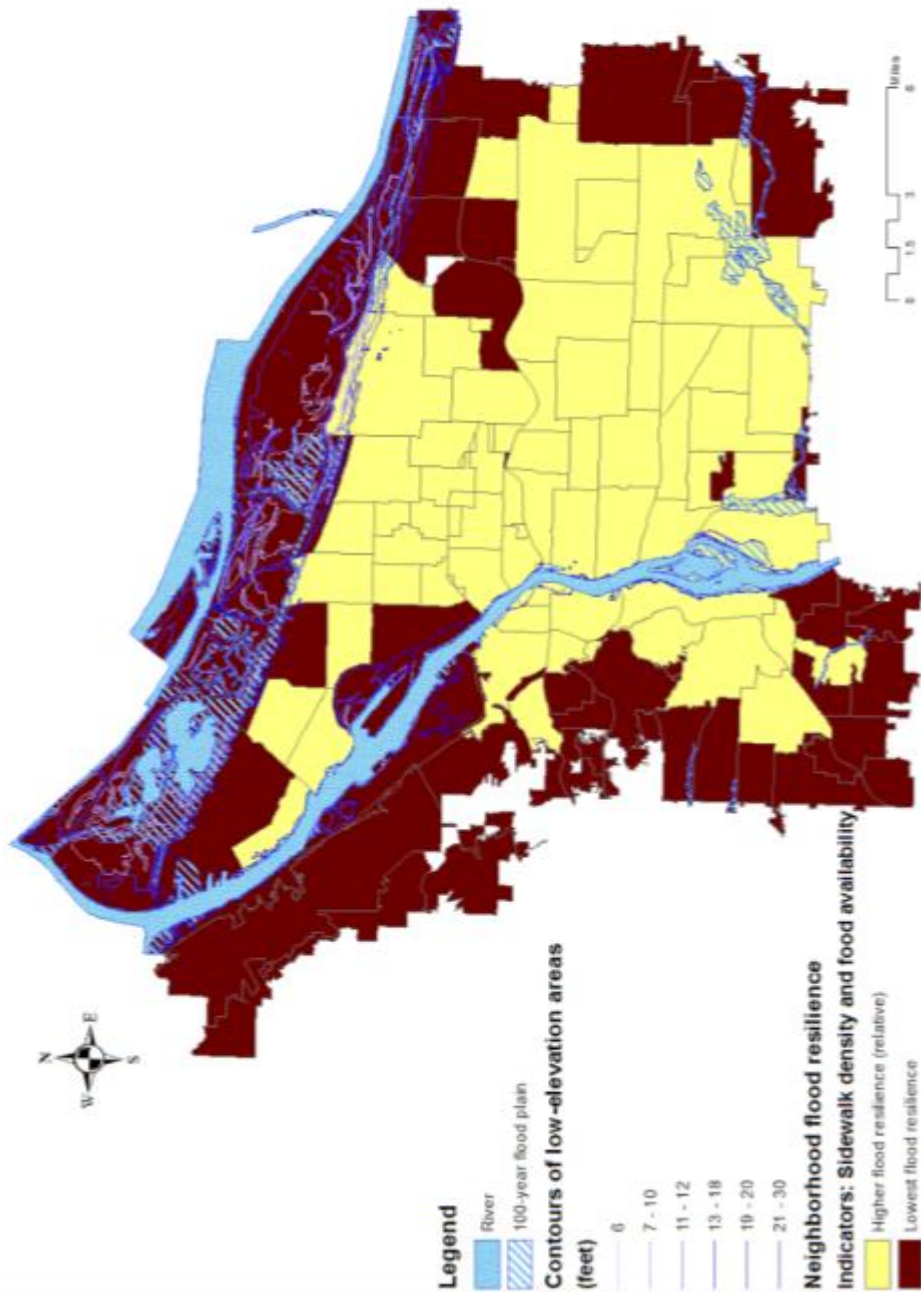 N
W
E
S
Legend
River
100-year flood plain
Contours of low-elevation areas
(feet)
6
7 - 10
11 - 12
13 - 18
19 - 20
21 - 30
Neighborhood flood resilience
Indicators: Sidewalk density and food availability
Higher flood resilience (relative)
Lowest flood resilience
0
1.5
3
6
Miles